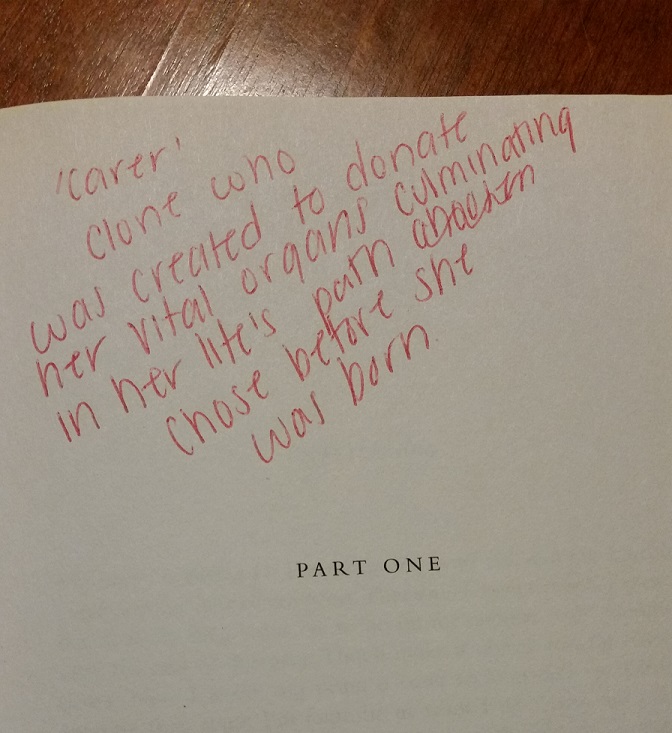 'carer'
clone who
was created to donate
her vital organs culminating
in her life's path
chose before she
was born
PART ONE